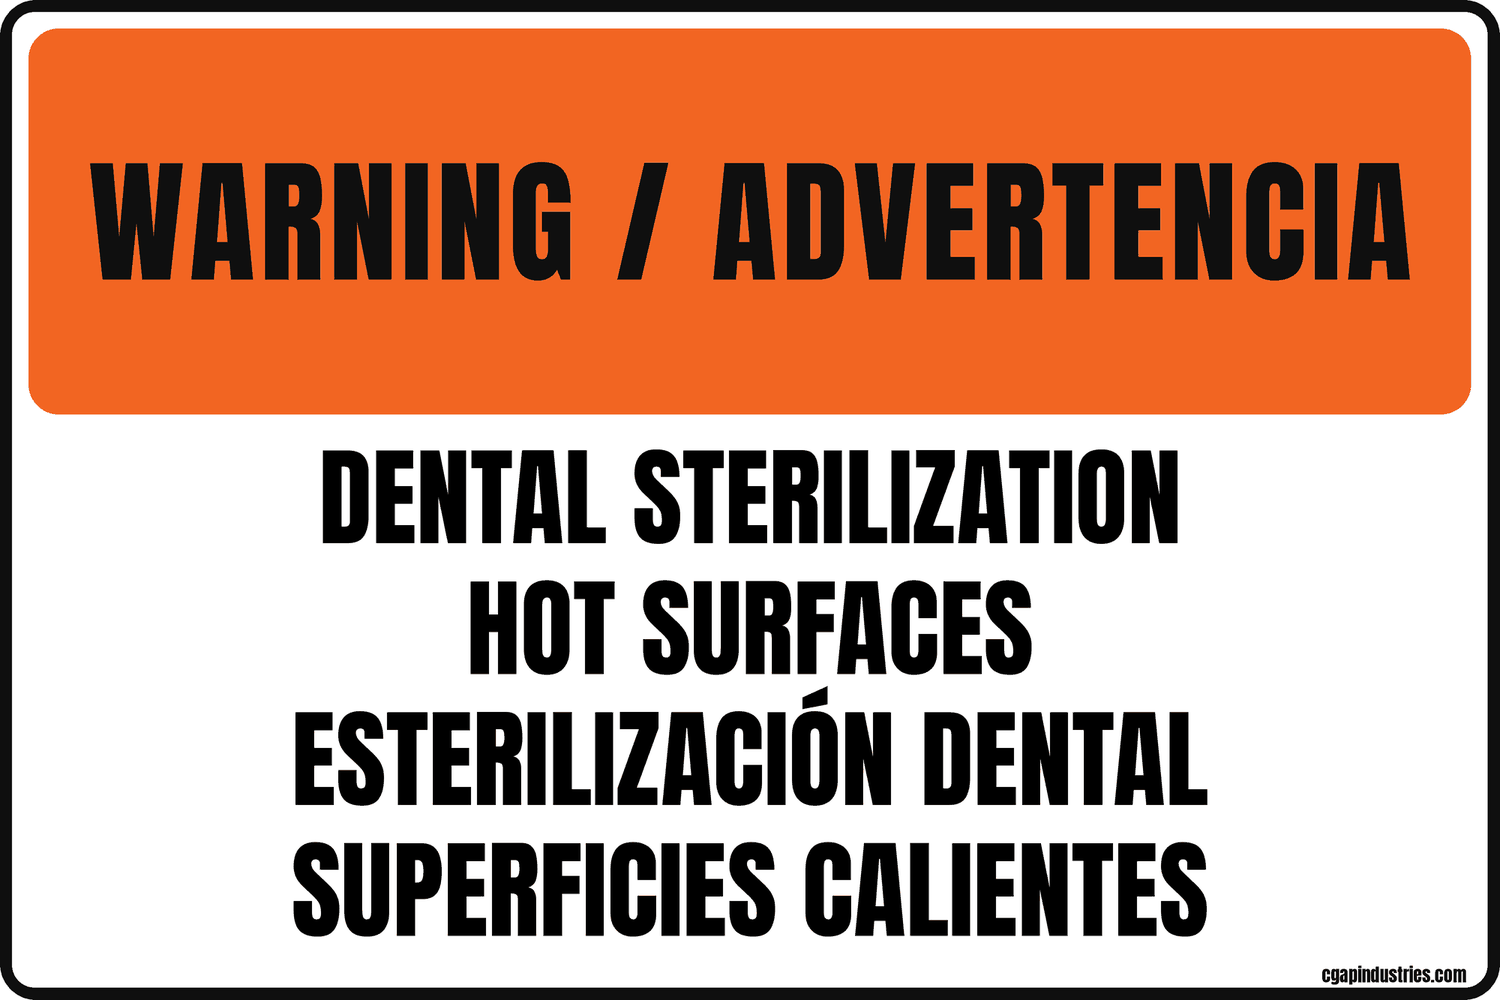 WARNING / ADVERTENCIA
DENTAL STERILIZATION
HOT SURFACES
ESTERILIZACIÓN DENTAL
SUPERFICIES CALIENTES
cgapindustries.com